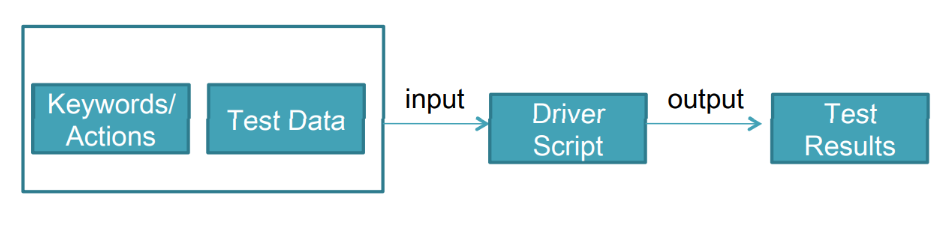 Keywords/
Actions
Test Data
input
Driver
Script
output
Test
Results